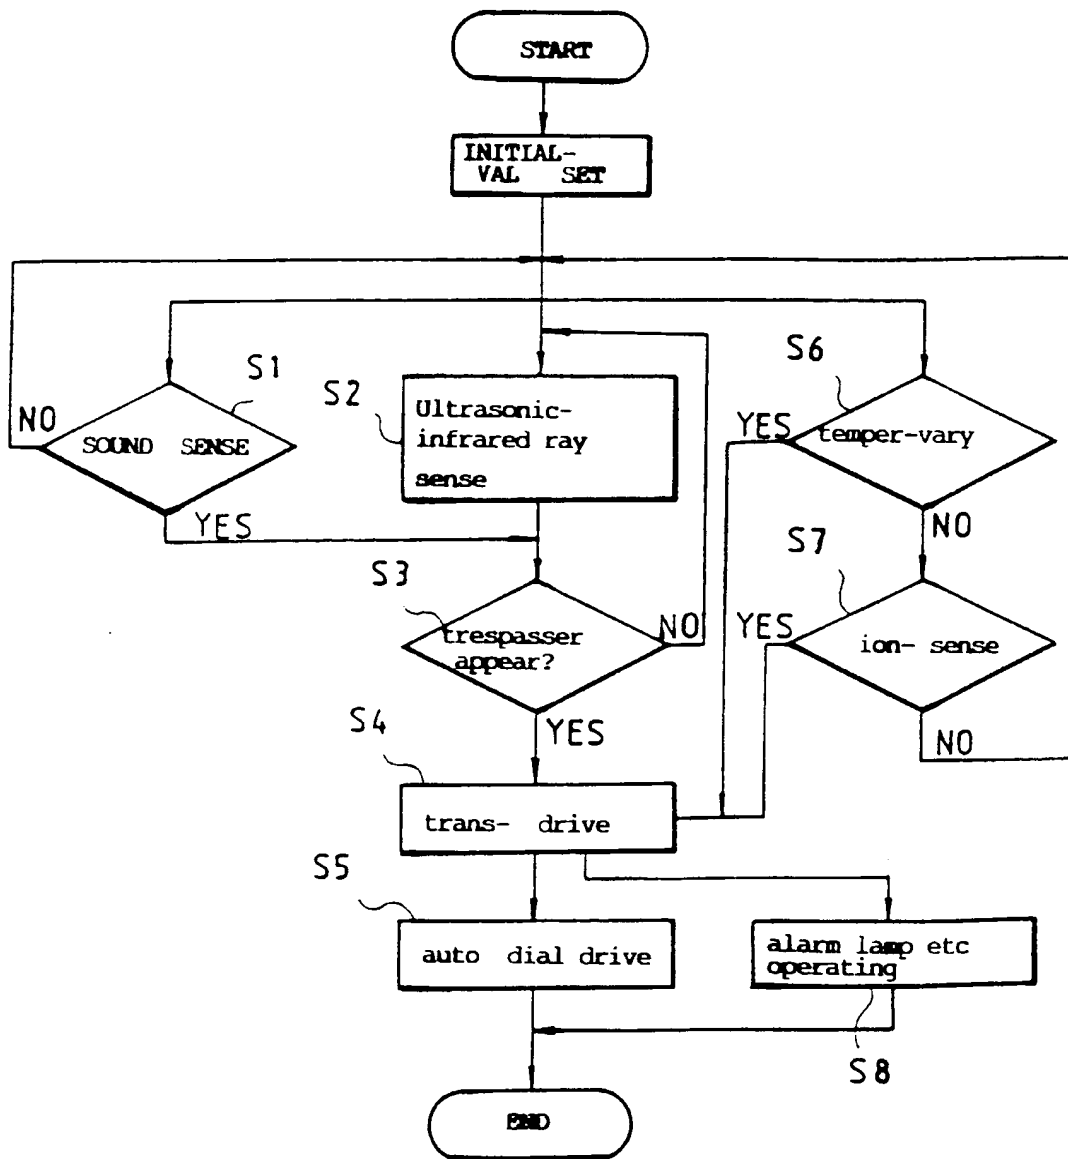 START
INITIAL-
VAL SET
S1
NO
SOUND SENSE
YES
S2
Ultrasonic-
infrared ray
sense
S6
YES
temper-vary
NO
S3
trespasser
appear?
NO
YES
S7
YES
ion- sense
NO
S4
trans- drive
S5
auto dial drive
alarm lamp etc
operating
S8
END